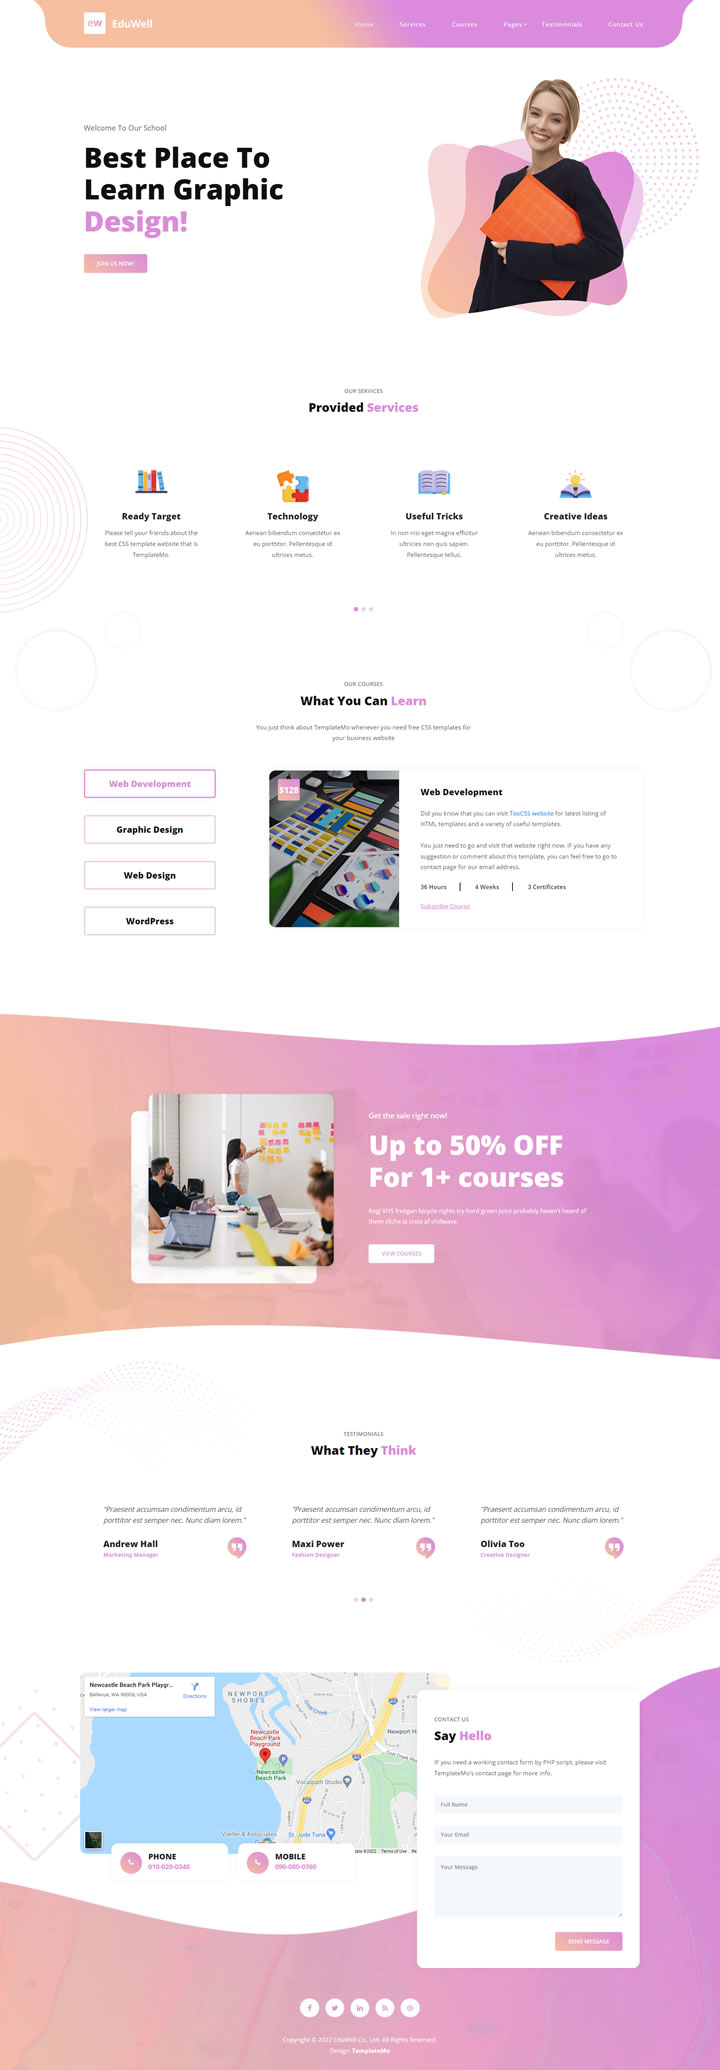 ew EduWell
Home Services Courses Pages Testimonials Contact Us
Welcome To Our School
Best Place To
Learn Graphic
Design!
JOIN US NOW!
OUR SERVICES
Provided Services
Ready Target
Please tell your friends about the
best CSS template website that is
TemplateMo.
Technology
Aenean bibendum consectetur ex
eu porttitor. Pellentesque id
ultrices metus.
Useful Tricks
In non nisi eget magna efficitur
ultricies non quis sapien.
Pellentesque tellus.
Creative Ideas
Aenean bibendum consectetur ex
eu porttitor. Pellentesque id
ultrices metus.
OUR COURSES
What You Can Learn
You just think about TemplateMo whenever you need free CSS templates for
your business website
Web Development
Graphic Design
Web Design
WordPress
$128
Web Development
Did you know that you can visit TooCSS website for latest listing of
HTML templates and a variety of useful templates.
You just need to go and visit that website right now. IF you have any
suggestion or comment about this template, you can feel free to go to
contact page for our email address.
36 Hours 4 Weeks 3 Certificates
Subscribe Course
Get the sale right now!
Up to 50% OFF
For 1+ courses
Kogi VHS freegan bicycle rights try-hard green juice probably haven't heard of
them cliche la croix af chillwave.
VIEW COURSES
TESTIMONIALS
What They Think
"Praesent accumsan condimentum arcu, id
porttitor est semper nec. Nunc diam lorem."
Andrew Hall
Marketing Manager
"Praesent accumsan condimentum arcu, id
porttitor est semper nec. Nunc diam lorem."
Maxi Power
Fashion Designer
"Praesent accumsan condimentum arcu, id
porttitor est semper nec. Nunc diam lorem."
Olivia Too
Creative Designer
Newcastle Beach Park Playgr...
Bellevue, WA 98006, USA
Directions
View larger map
NEWPORT
SHORES
Newcastle
Beach Park
Playground
Newcastle
Beach Park
Newport H
Vocalpath Studio
Voeller & Associates
St. Jude Tuna
©2022 Terms of Use
PHONE
010-020-0340
MOBILE
090-080-0760
CONTACT US
Say Hello
If you need a working contact form by PHP script, please visit
TemplateMo's contact page for more info.
Full Name
Your Email
Your Message
SEND MESSAGE
Copyright © 2022 EduWell Co., Ltd. All Rights Reserved.
Design: TemplateMo